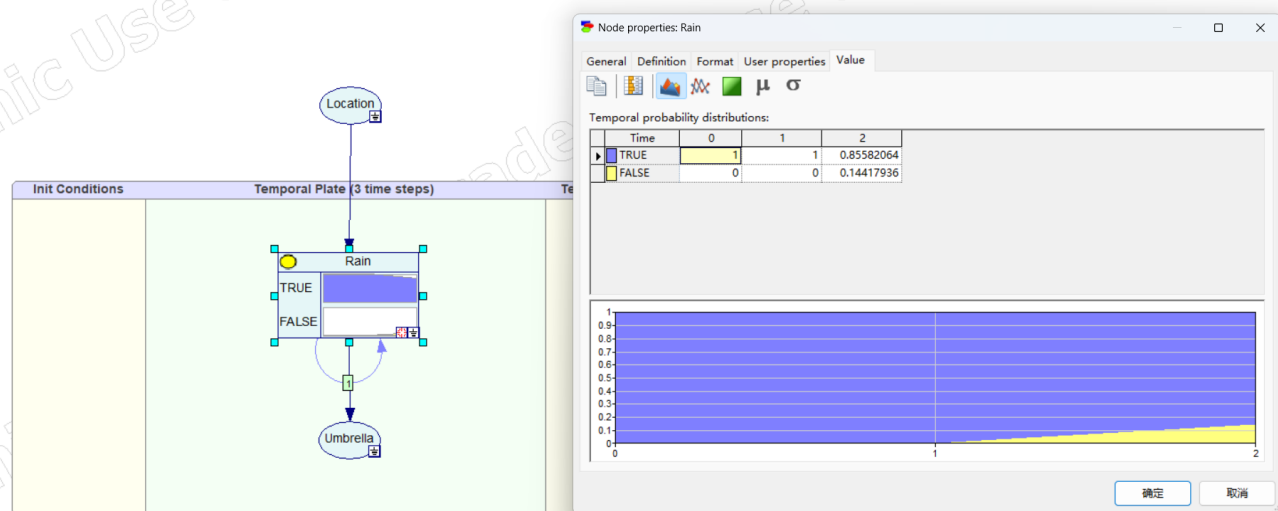 mic Use
Node properties: Rain
General Definition Format User properties Value
μ σ
Temporal probability distributions:
Time 0 1 2
TRUE 1 1 0.85582064
FALSE 0 0 0.14417936
Location
Init Conditions Temporal Plate (3 time steps) Te
Rain
TRUE
FALSE
1
Umbrella
1
0.9
0.8
0.7
0.6
0.5
0.4
0.3
0.2
0.1
0
0 1 2
确定 取消